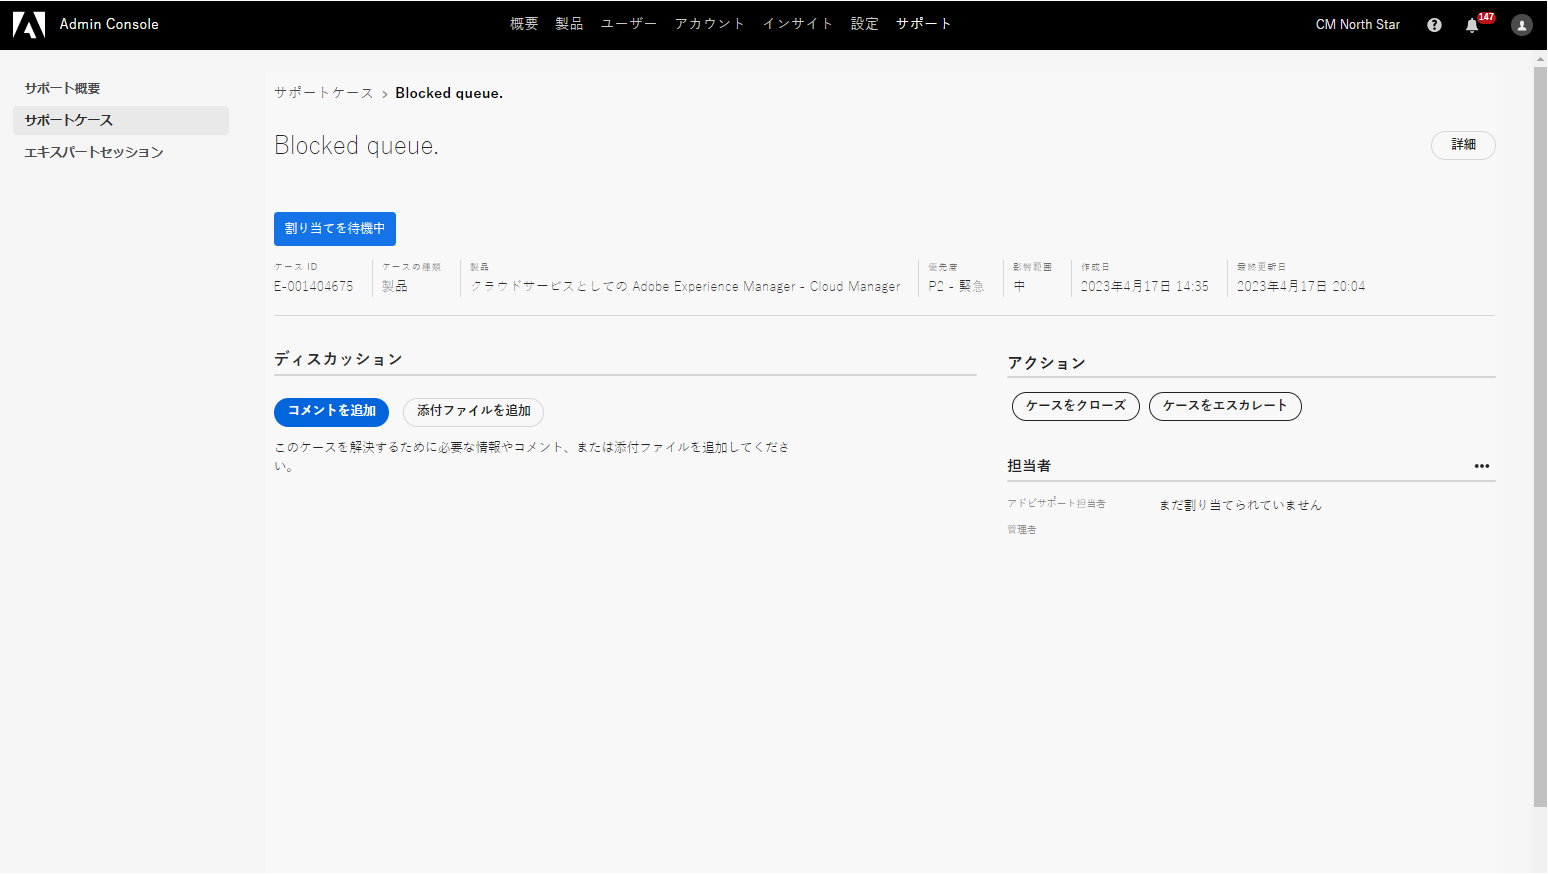 Admin Console
概要 製品 ユーザー アカウント インサイト 設定 サポート
CM North Star
147
サポート概要
サポートケース
エキスパートセッション
サポートケース > Blocked queue.
Blocked queue.
詳細
割り当てを待機中
ケース ID
E-001404675
ケースの種類
製品
製品
クラウドサービスとしての Adobe Experience Manager - Cloud Manager
優先度
P2 - 緊急
影響範囲
中
作成日
2023年4月17日 14:35
最終更新日
2023年4月17日 20:04
ディスカッション
コメントを追加
添付ファイルを追加
このケースを解決するために必要な情報やコメント、または添付ファイルを追加してくださ
い。
アクション
ケースをクローズ
ケースをエスカレート
担当者
アドビサポート担当者
まだ割り当てられていません
管理者